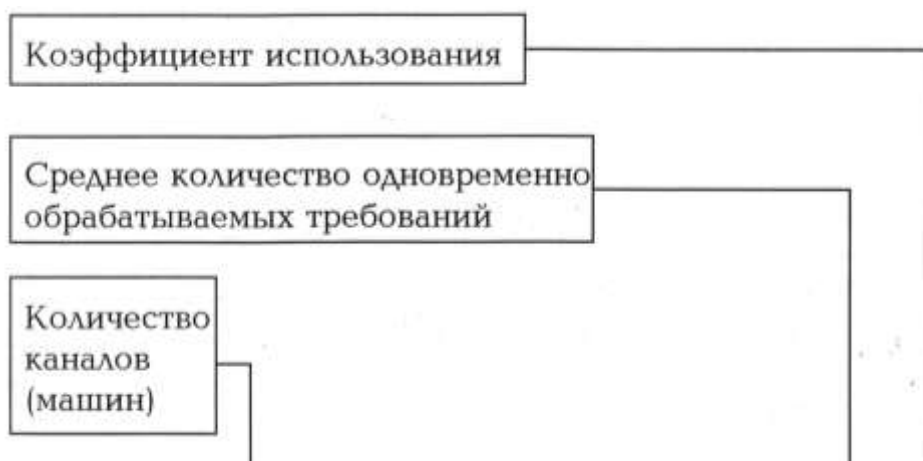 Коэффициент использования
Среднее количество одновременно
обрабатываемых требований
Количество
каналов
(машин)